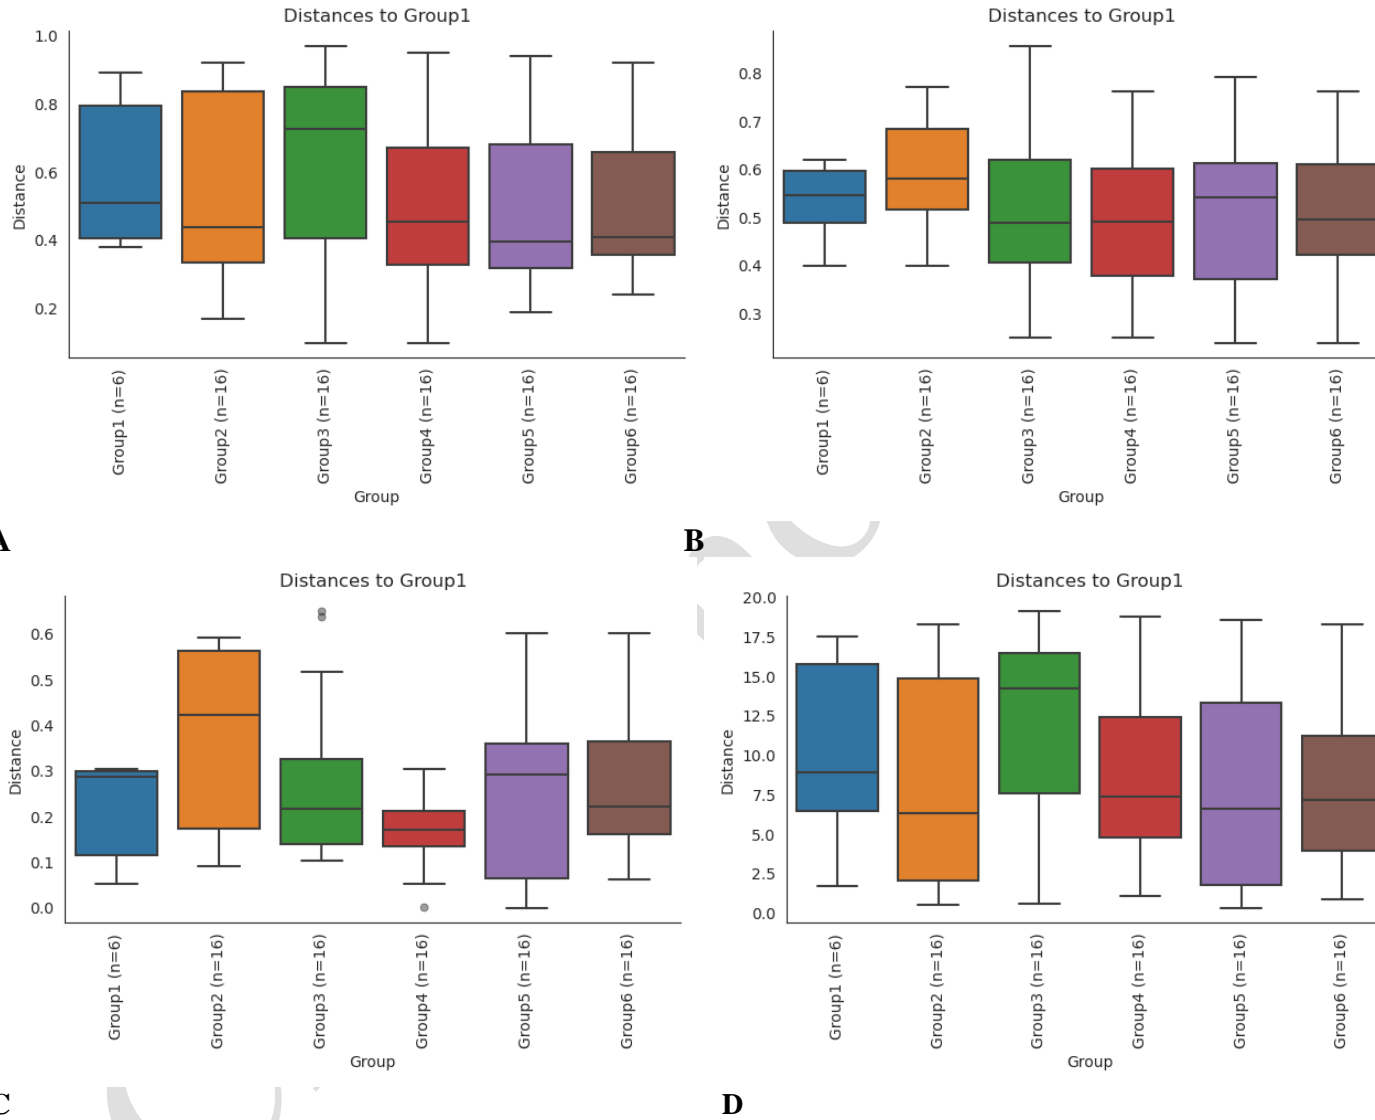 Distances to Group1
1.0
0.8
0.6
0.4
0.2
Distance
Group1 (n=6)
Group2 (n=16)
Group3 (n=16)
Group4 (n=16)
Group5 (n=16)
Group6 (n=16)
Group
A
Distances to Group1
0.8
0.7
0.6
0.5
0.4
0.3
Distance
Group1 (n=6)
Group2 (n=16)
Group3 (n=16)
Group4 (n=16)
Group5 (n=16)
Group6 (n=16)
Group
B
Distances to Group1
0.6
0.5
0.4
0.3
0.2
0.1
0.0
Distance
Group1 (n=6)
Group2 (n=16)
Group3 (n=16)
Group4 (n=16)
Group5 (n=16)
Group6 (n=16)
Group
C
Distances to Group1
20.0
17.5
15.0
12.5
10.0
7.5
5.0
2.5
0.0
Distance
Group1 (n=6)
Group2 (n=16)
Group3 (n=16)
Group4 (n=16)
Group5 (n=16)
Group6 (n=16)
Group
D